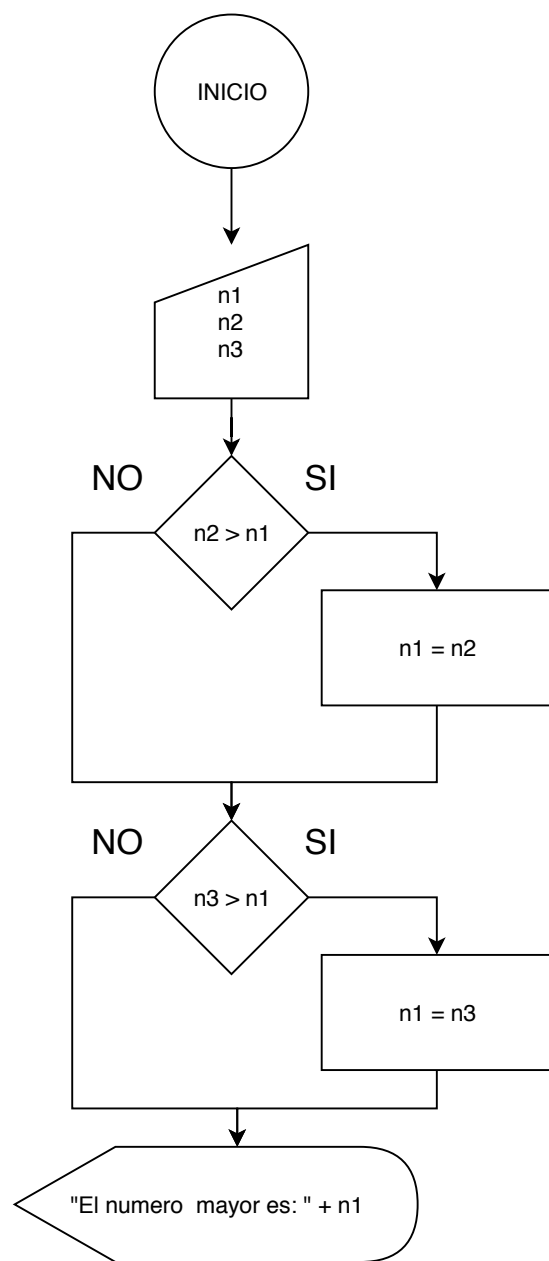 INICIO
n1
n2
n3
NO
SI
n2 > n1
n1 = n2
NO
SI
n3 > n1
n1 = n3
"El numero  mayor es: " + n1